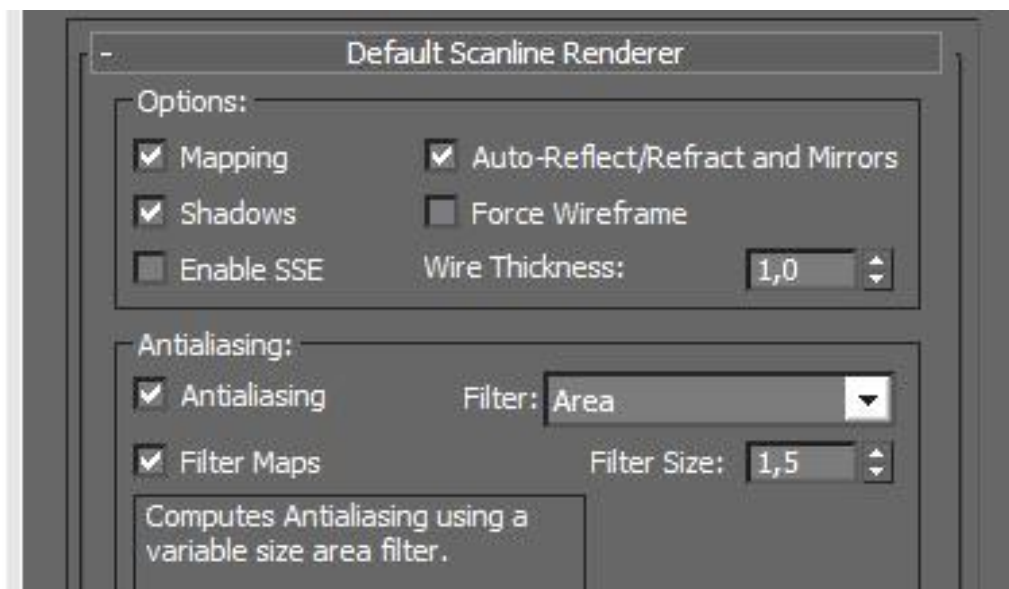 - Default Scanline Renderer
Options:
Mapping Auto-Reflect/Refract and Mirrors
Shadows Force Wireframe
Enable SSE Wire Thickness: 1,0
Antialiasing:
Antialiasing Filter: Area
Filter Maps Filter Size: 1,5
Computes Antialiasing using a
variable size area filter.